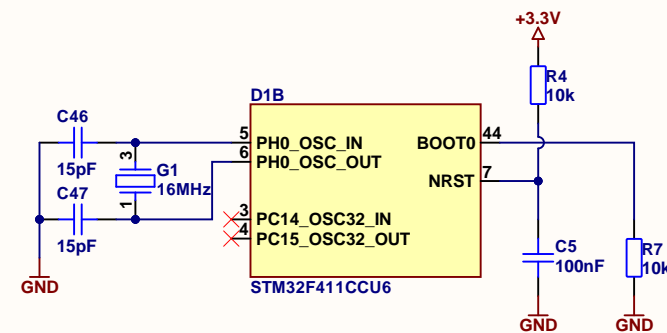 +3.3V
R4
10k
D1B
C46
15pF
3
G1
16MHz
1
C47
15pF
GND
5
PH0_OSC_IN
6
PH0_OSC_OUT
3
PC14_OSC32_IN
4
PC15_OSC32_OUT
BOOT0
44
NRST
7
STM32F411CCU6
C5
100nF
R7
10k
GND
GND